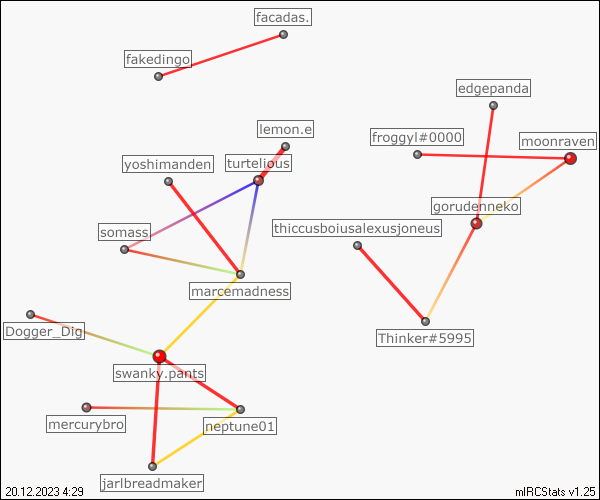 facadas.
fakedingo
edgepanda
lemon.e
froggyl#0000
moonraven
yoshimanden
turtelious
gorudenneko
somass
thiccusboiusalexusjoneus
marcemadness
Dogger_Dig
Thinker#5995
swanky.pants
mercurybro
neptune01
jarlbreadmaker
20.12.2023 4:29
mIRCStats v1.25